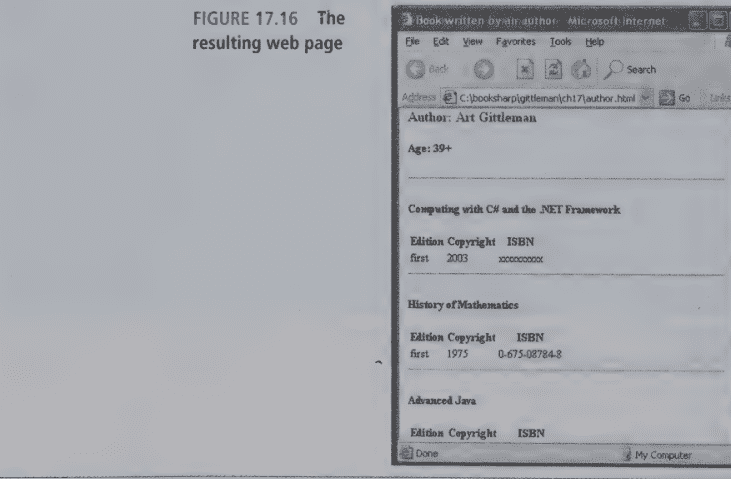 FIGURE 17.16 The
resulting web page
Book written by an author - Microsoft Internet
File Edit View Favorites Tools Help
Back Search
Address C:\booksharp\gittleman\ch17\author.html Go Links
Author: Art Gittleman
Age: 39+
Computing with C# and the .NET Framework
Edition Copyright ISBN
first 2003 xxxxxxxxxx
History of Mathematics
Edition Copyright ISBN
first 1975 0-675-08784-8
Advanced Java
Edition Copyright ISBN
Done My Computer